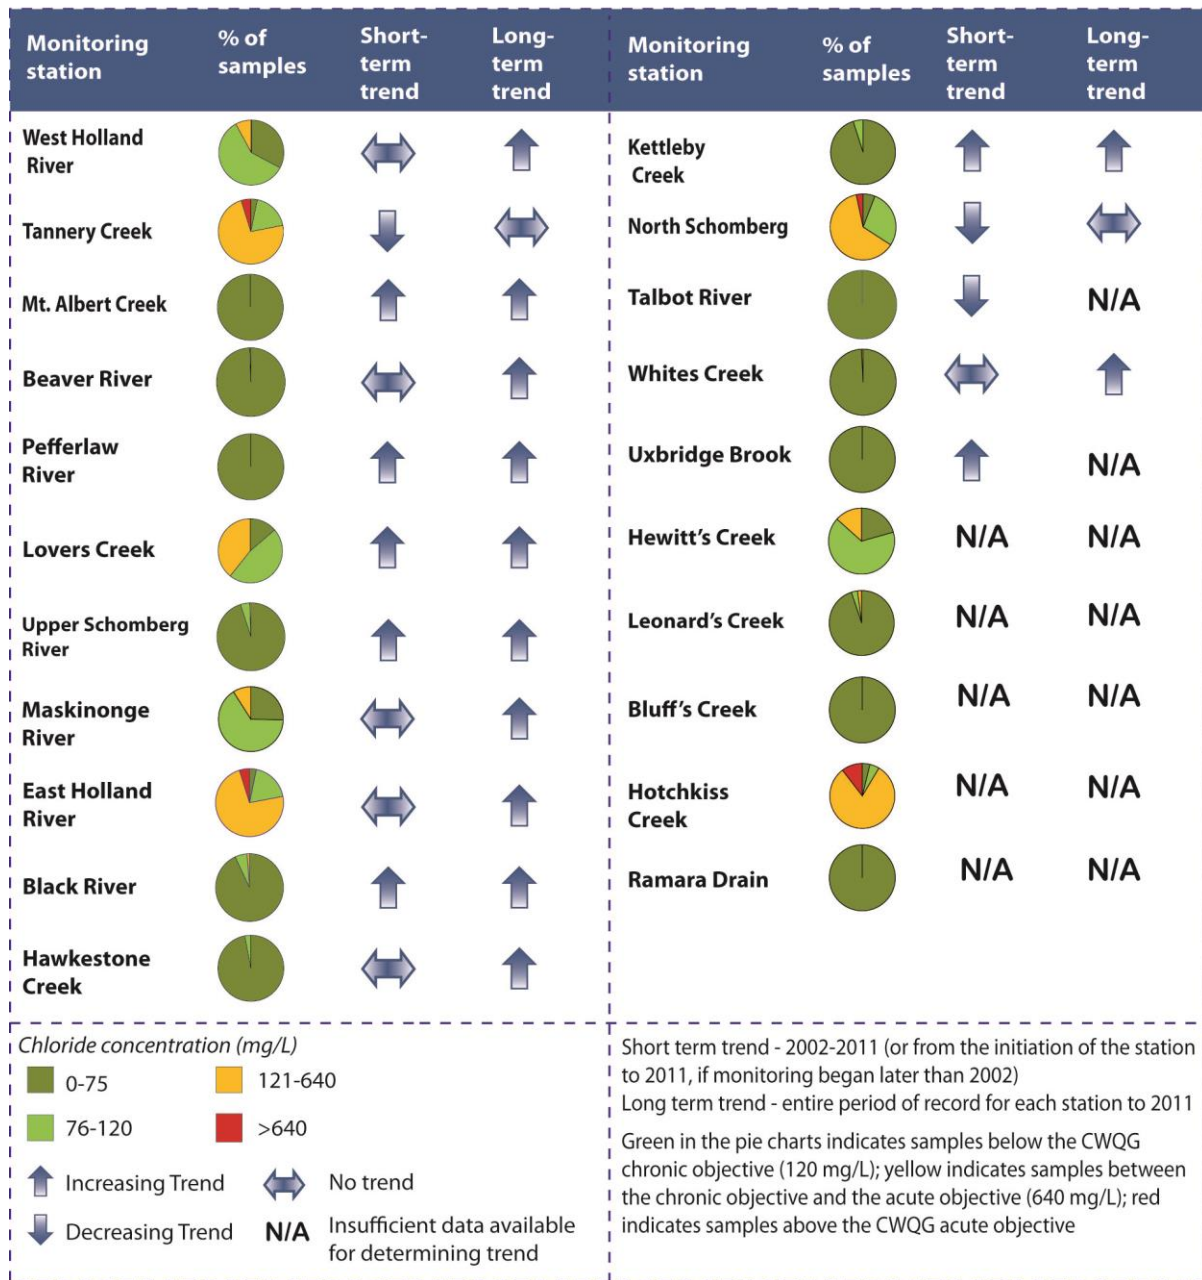 Monitoring station
% of samples
Short-term trend
Long-term trend
Monitoring station
% of samples
Short-term trend
Long-term trend
West Holland
River
Tannery Creek
Mt. Albert Creek
Beaver River
Pefferlaw
River
Lovers Creek
Upper Schomberg
River
Maskinonge
River
East Holland
River
Black River
Hawkestone
Creek
Kettleby
Creek
North Schomberg
Talbot River
N/A
Whites Creek
Uxbridge Brook
N/A
Hewitt's Creek
N/A
N/A
Leonard's Creek
N/A
N/A
Bluff's Creek
N/A
N/A
Hotchkiss
Creek
N/A
N/A
Ramara Drain
N/A
N/A
Chloride concentration (mg/L)
0-75
121-640
76-120
>640
Increasing Trend
No trend
Decreasing Trend
N/A
Insufficient data available
for determining trend
Short term trend - 2002-2011 (or from the initiation of the station
to 2011, if monitoring began later than 2002)
Long term trend - entire period of record for each station to 2011
Green in the pie charts indicates samples below the CWQG
chronic objective (120 mg/L); yellow indicates samples between
the chronic objective and the acute objective (640 mg/L); red
indicates samples above the CWQG acute objective